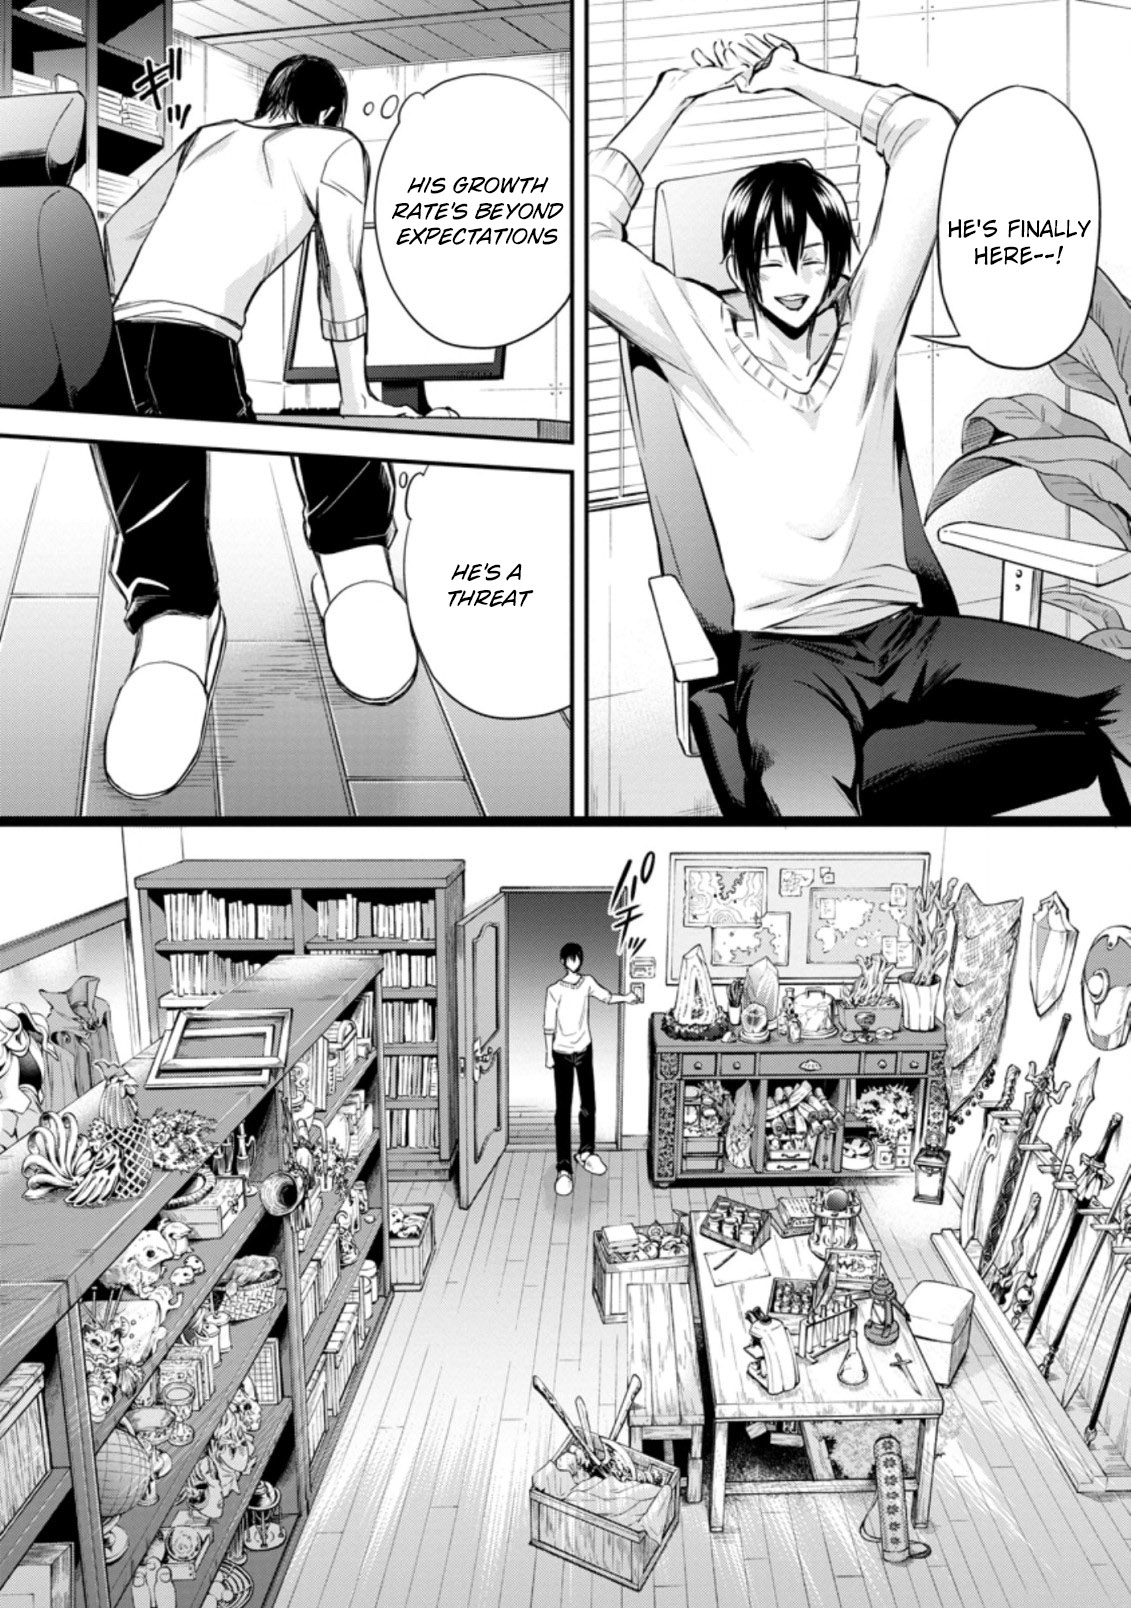 HE'S FINALLY
HERE--!
HIS GROWTH
RATE'S BEYOND
EXPECTATIONS
HE'S A
THREAT